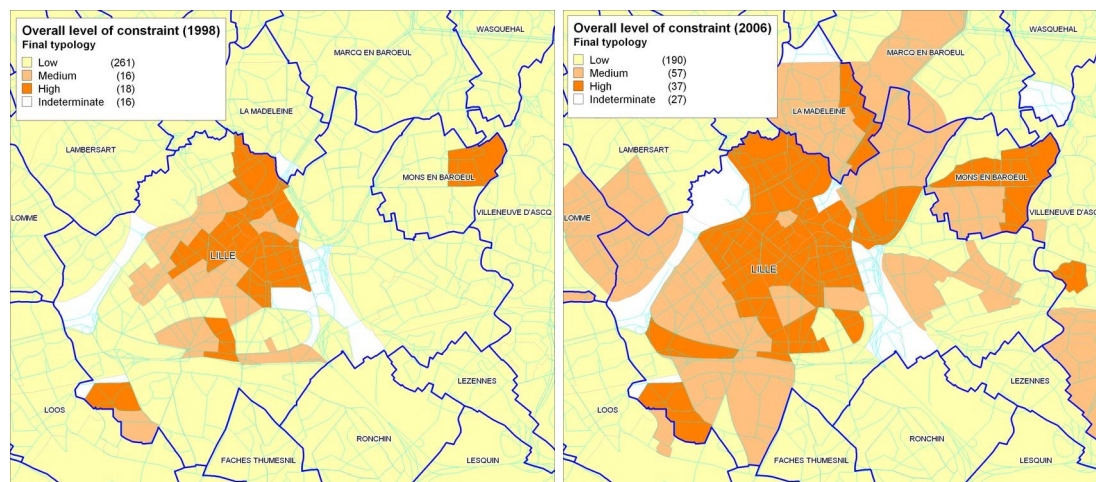 Overall level of constraint (1998)
Final typology
Low (261)
Medium (16)
High (18)
Indeterminate (16)
WASQUEHAL
MARCQ EN BAROEUL
LA MADELEINE
LAMBERSART
MONS EN BAROEUL
VILLENEUVE D'ASCQ
LOMME
LILLE
LEZENNES
LOOS
RONCHIN
FACHES THUMESNIL
LESQUIN
Overall level of constraint (2006)
Final typology
Low (190)
Medium (57)
High (37)
Indeterminate (27)
WASQUEHAL
MARCQ EN BAROEUL
LA MADELEINE
LAMBERSART
MONS EN BAROEUL
VILLENEUVE D'ASC
LOMME
LILLE
LEZENNES
LOOS
RONCHIN
FACHES THUMESNIL
LESQUIN